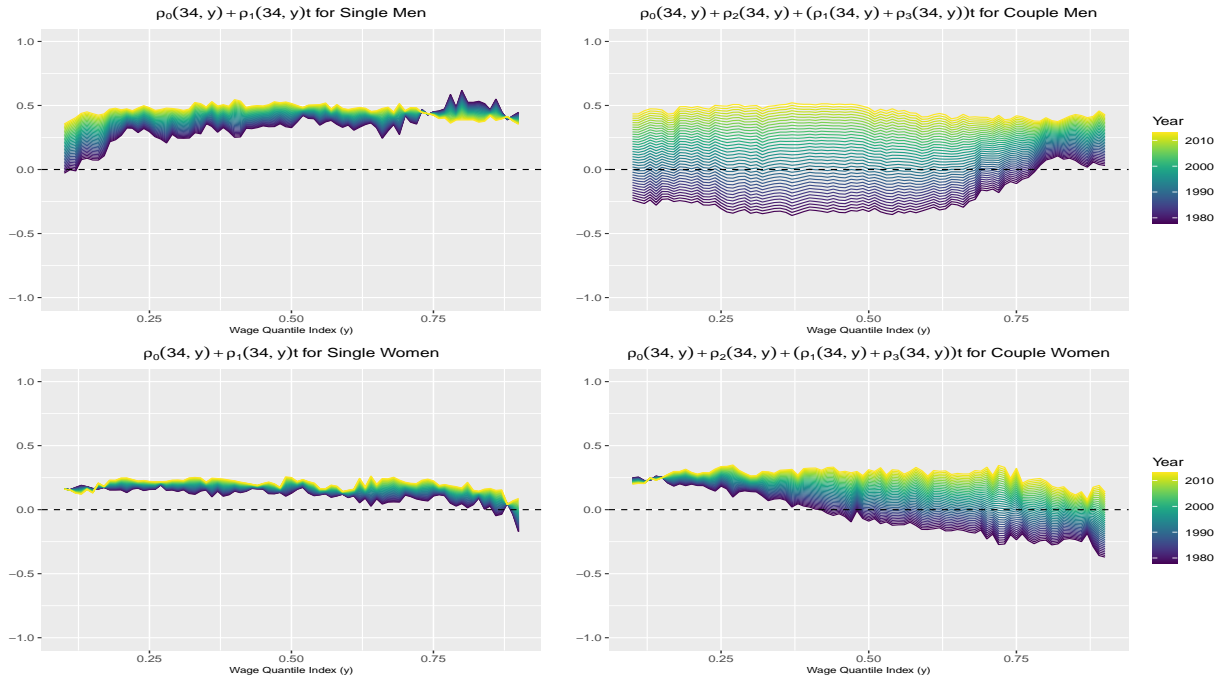 ρ₀(34, y) + ρ₁(34, y)t for Single Men
1.0
0.5
0.0
−0.5
−1.0
0.25 0.50 0.75
Wage Quantile Index (y)
ρ₀(34, y) + ρ₂(34, y) + (ρ₁(34, y) + ρ₃(34, y))t for Couple Men
1.0
0.5
0.0
−0.5
−1.0
0.25 0.50 0.75
Wage Quantile Index (y)
Year
2010
2000
1990
1980
ρ₀(34, y) + ρ₁(34, y)t for Single Women
1.0
0.5
0.0
−0.5
−1.0
0.25 0.50 0.75
Wage Quantile Index (y)
ρ₀(34, y) + ρ₂(34, y) + (ρ₁(34, y) + ρ₃(34, y))t for Couple Women
1.0
0.5
0.0
−0.5
−1.0
0.25 0.50 0.75
Wage Quantile Index (y)
Year
2010
2000
1990
1980